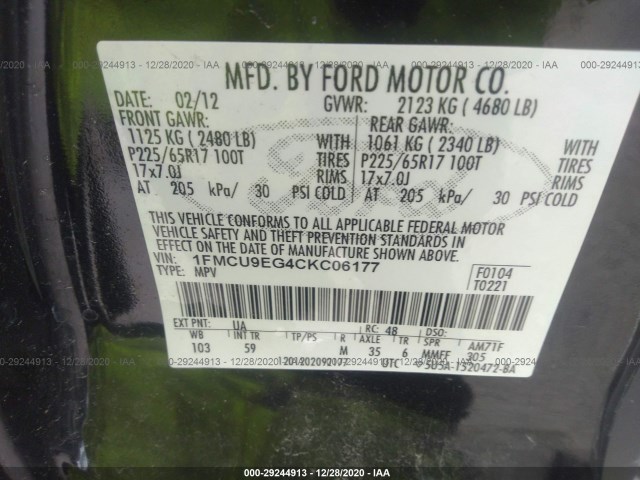 000-29244913 | 12/28/2020 - IAA
MFD. BY FORD MOTOR CO.
DATE: 02/12 GVWR: 2123 KG ( 4680 LB)
FRONT GAWR: REAR GAWR:
1125 KG ( 2480 LB) WITH 1061 KG ( 2340 LB) WITH
P225/65R17 100T TIRES P225/65R17 100T TIRES
17x7.0J RIMS 17x7.0J RIMS
AT 205 kPa/ 30 PSI COLD AT 205 kPa/ 30 PSI COLD
THIS VEHICLE CONFORMS TO ALL APPLICABLE FEDERAL MOTOR
VEHICLE SAFETY AND THEFT PREVENTION STANDARDS IN
EFFECT ON THE DATE OF MANUFACTURE SHOWN ABOVE.
VIN: 1FMCU9EG4CKC06177 F0104
TYPE: MPV T0221
EXT PNT: UA RC: 48 DSO:
WB INT TR TP/PS R AXLE TR SPR AM71F
103 59 M 35 6 MMFF 305
120120209217? UTC 5U5A-1520472-BA
000-29244913 | 12/28/2020 - IAA